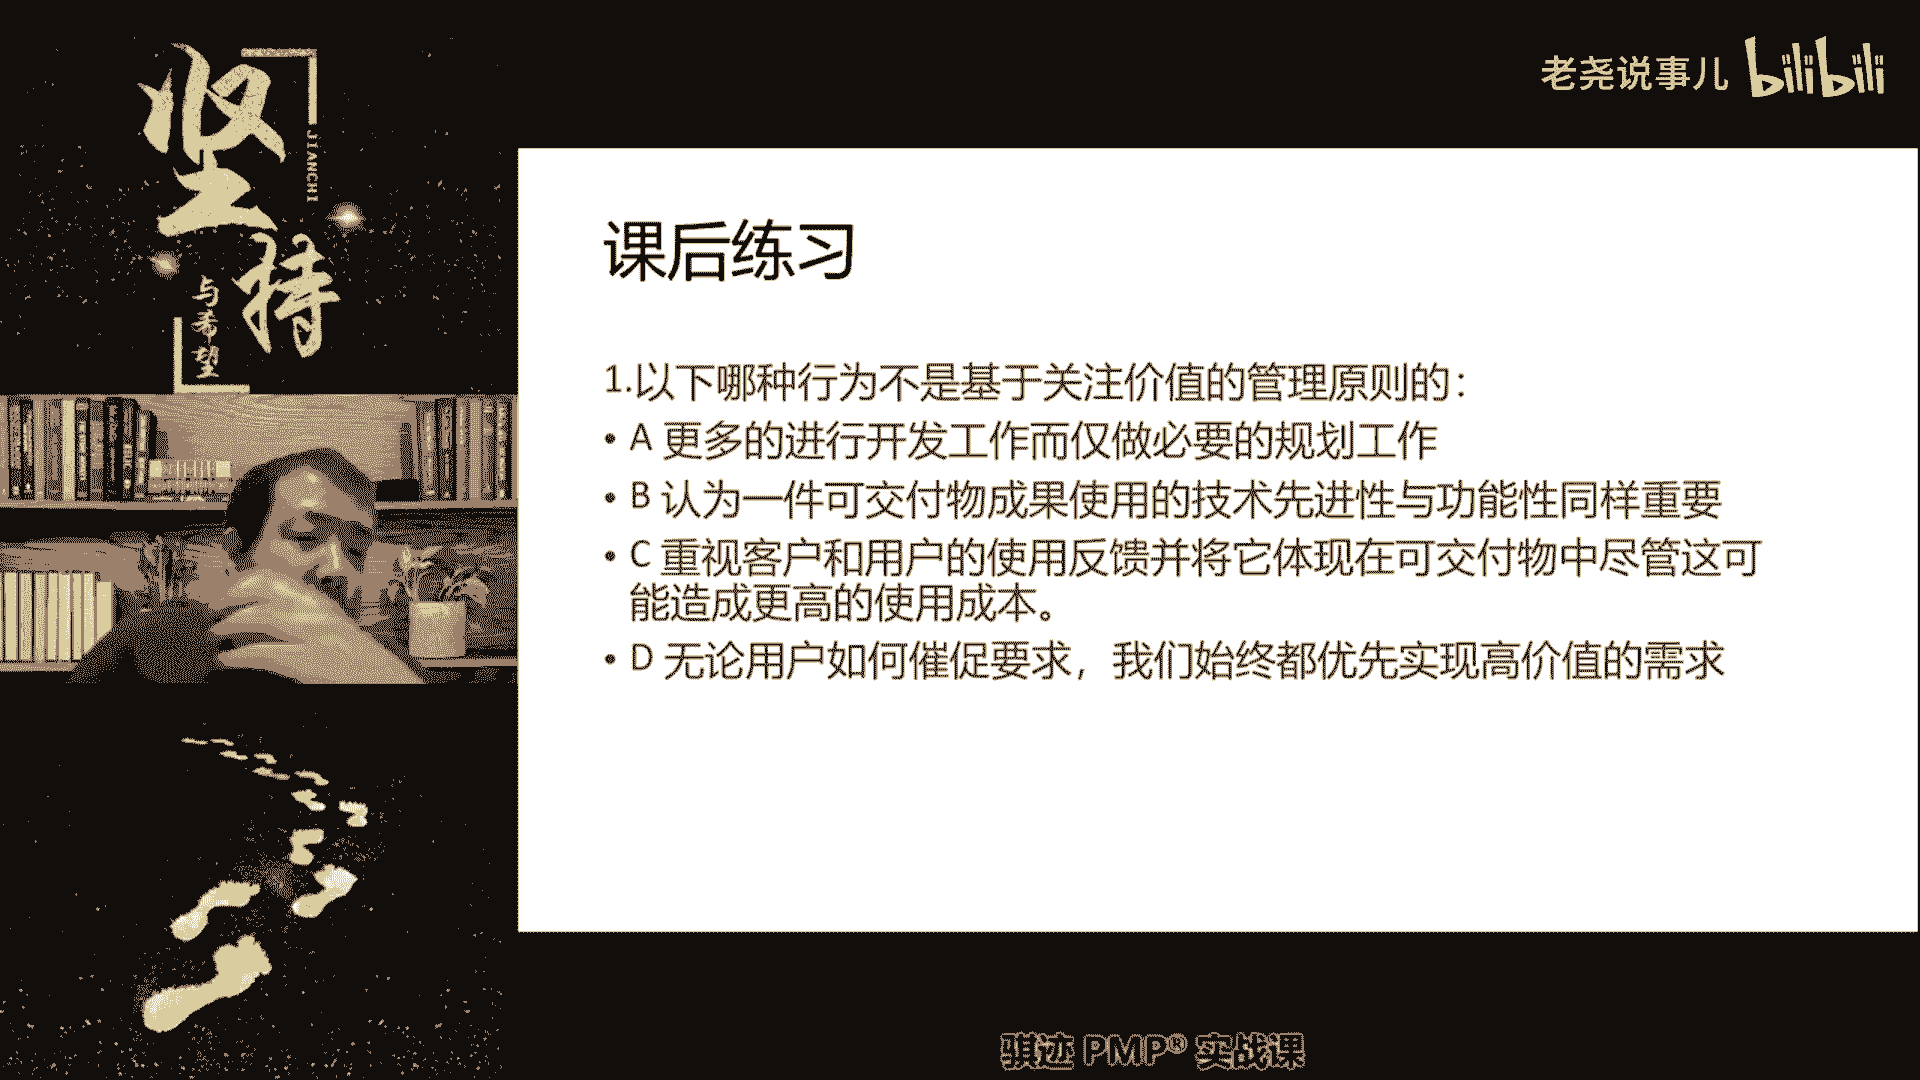 坚持
JIANCHI
与希望
老尧说事儿 bilibili
课后练习
1.以下哪种行为不是基于关注价值的管理原则的：
• A 更多的进行开发工作而仅做必要的规划工作
• B 认为一件可交付物成果使用的技术先进性与功能性同样重要
• C 重视客户和用户的使用反馈并将它体现在可交付物中尽管这可
能造成更高的使用成本。
• D 无论用户如何催促要求，我们始终都优先实现高价值的需求
骐迹 PMP® 实战课